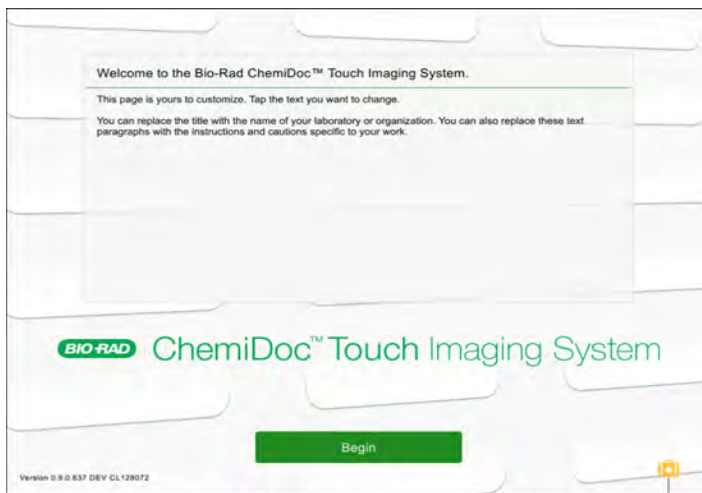 Welcome to the Bio-Rad ChemiDoc™ Touch Imaging System.
This page is yours to customize. Tap the text you want to change.
You can replace the title with the name of your laboratory or organization. You can also replace these text
paragraphs with the instructions and cautions specific to your work.
BIO-RAD ChemiDoc™ Touch Imaging System
Begin
Version 0.9.0.637 DEV CL128072